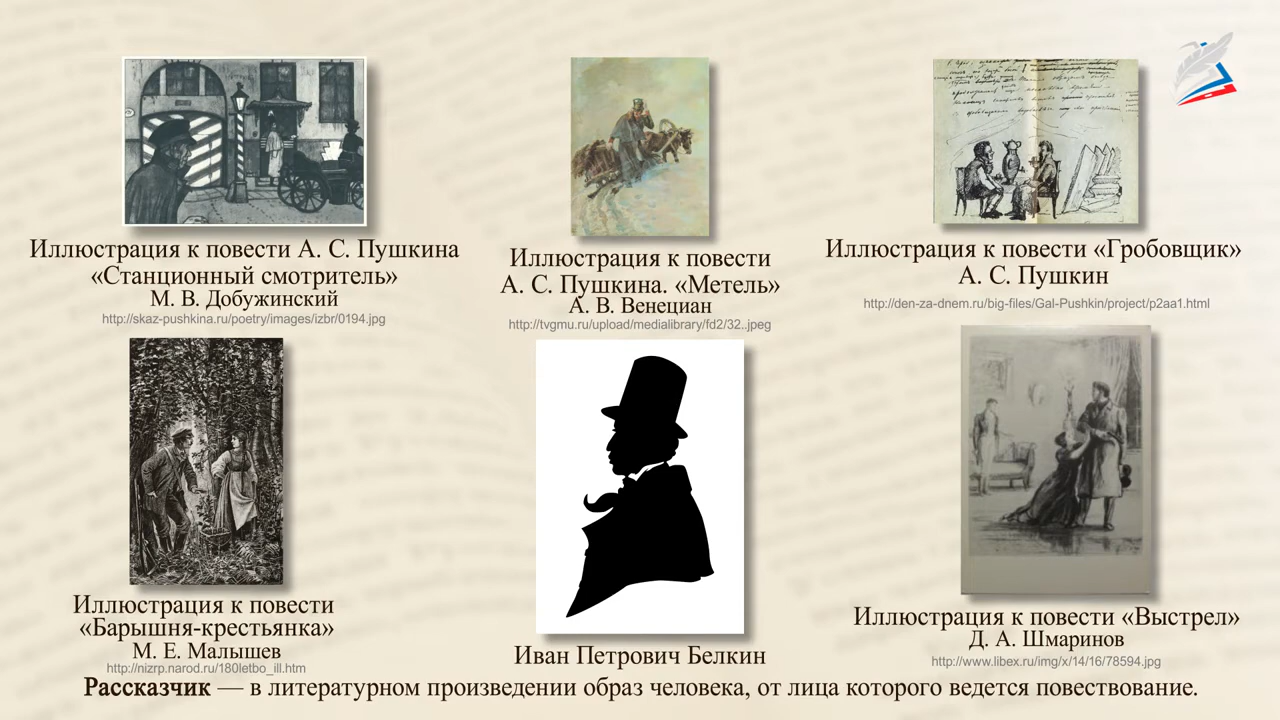 Иллюстрация к повести А. С. Пушкина
«Станционный смотритель»
М. В. Добужинский
http://skaz-pushkina.ru/poetry/images/izbr/0194.jpg
Иллюстрация к повести
А. С. Пушкина. «Метель»
А. В. Венециан
http://tvgmu.ru/upload/medialibrary/fd2/32..jpeg
Иллюстрация к повести «Гробовщик»
А. С. Пушкин
http://den-za-dnem.ru/big-files/Gal-Pushkin/project/p2aa1.html
Иллюстрация к повести
«Барышня-крестьянка»
М. Е. Малышев
http://nizrp.narod.ru/180letbo_ill.htm
Иван Петрович Белкин
Иллюстрация к повести «Выстрел»
Д. А. Шмаринов
http://www.libex.ru/img/x/14/16/78594.jpg
Рассказчик — в литературном произведении образ человека, от лица которого ведется повествование.